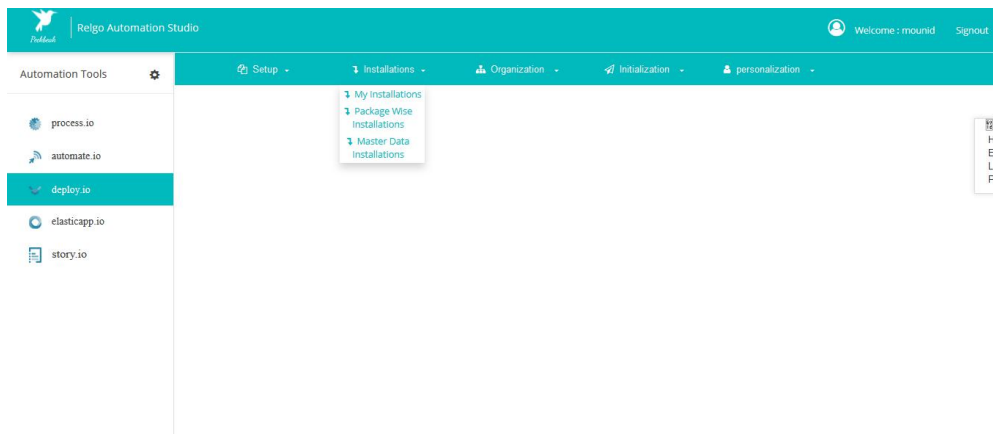 Relgo Automation Studio
Welcome : mounid
Signout
Automation Tools
Setup
Installations
Organization
Initialization
personalization
My Installations
Package Wise
Installations
Master Data
Installations
process.io
automate.io
deploy.io
elasticapp.io
story.io